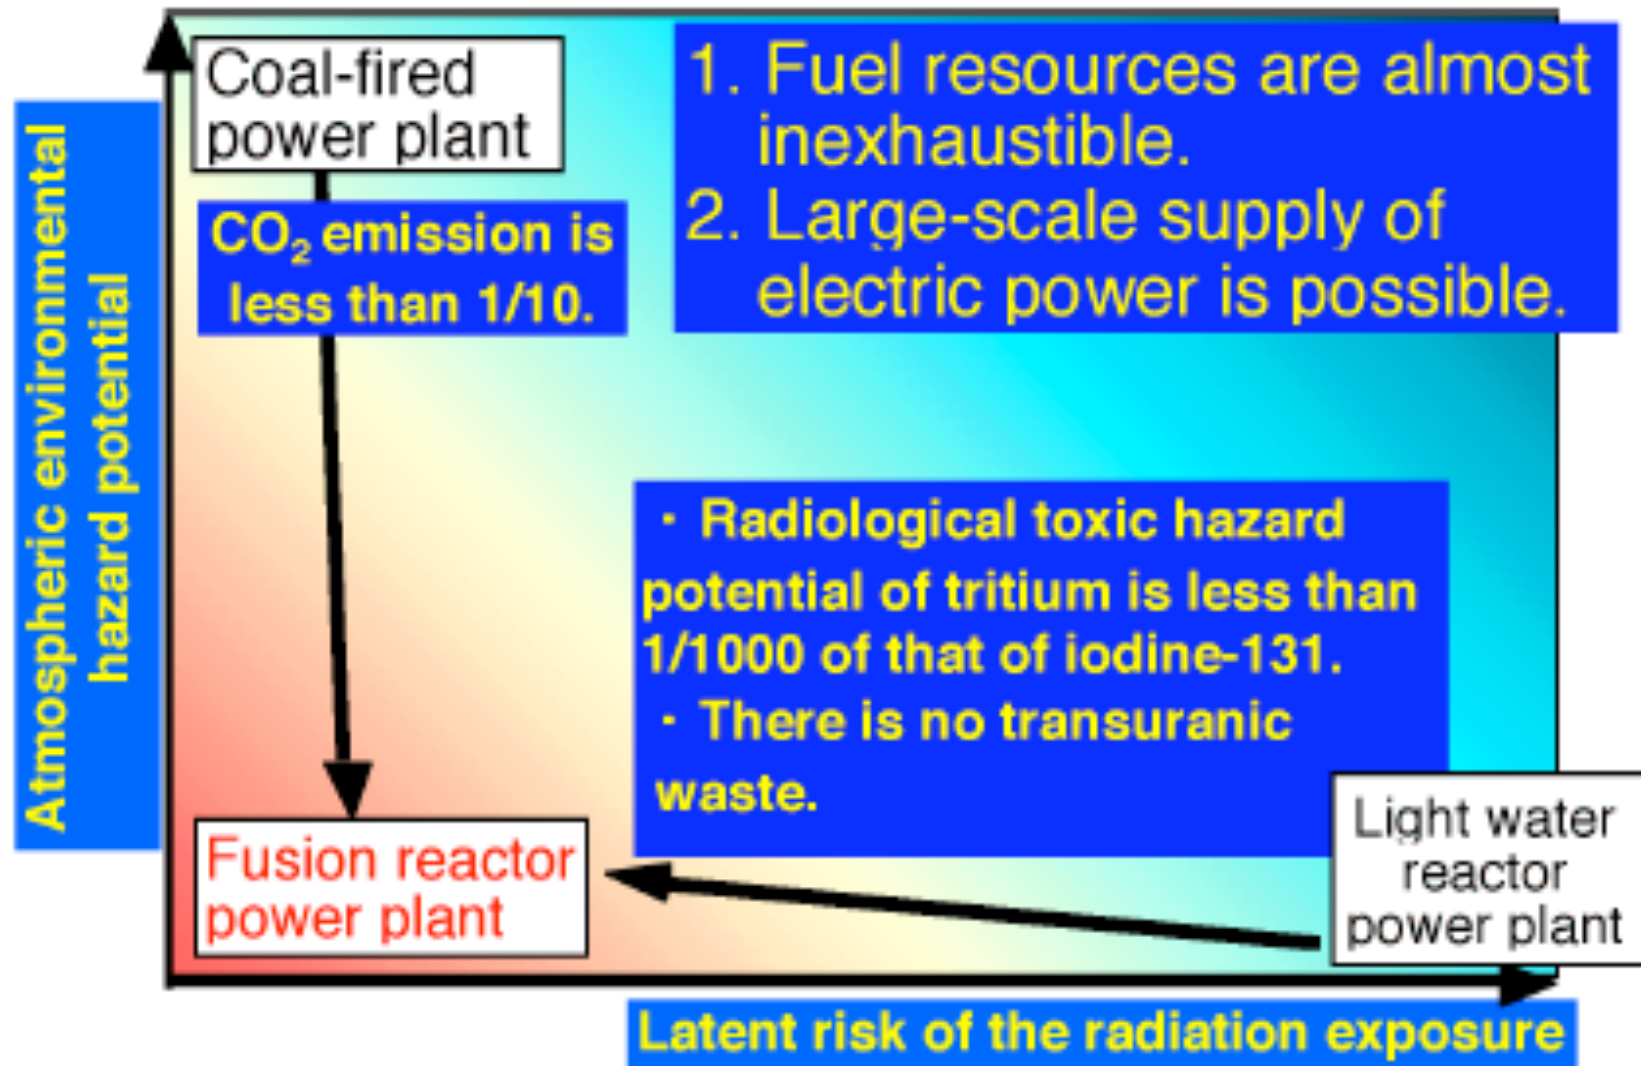 Coal-fired
power plant
1. Fuel resources are almost
inexhaustible.
2. Large-scale supply of
electric power is possible.
CO₂ emission is
less than 1/10.
Atmospheric environmental
hazard potential
・ Radiological toxic hazard
potential of tritium is less than
1/1000 of that of iodine-131.
・ There is no transuranic
waste.
Fusion reactor
power plant
Light water
reactor
power plant
Latent risk of the radiation exposure